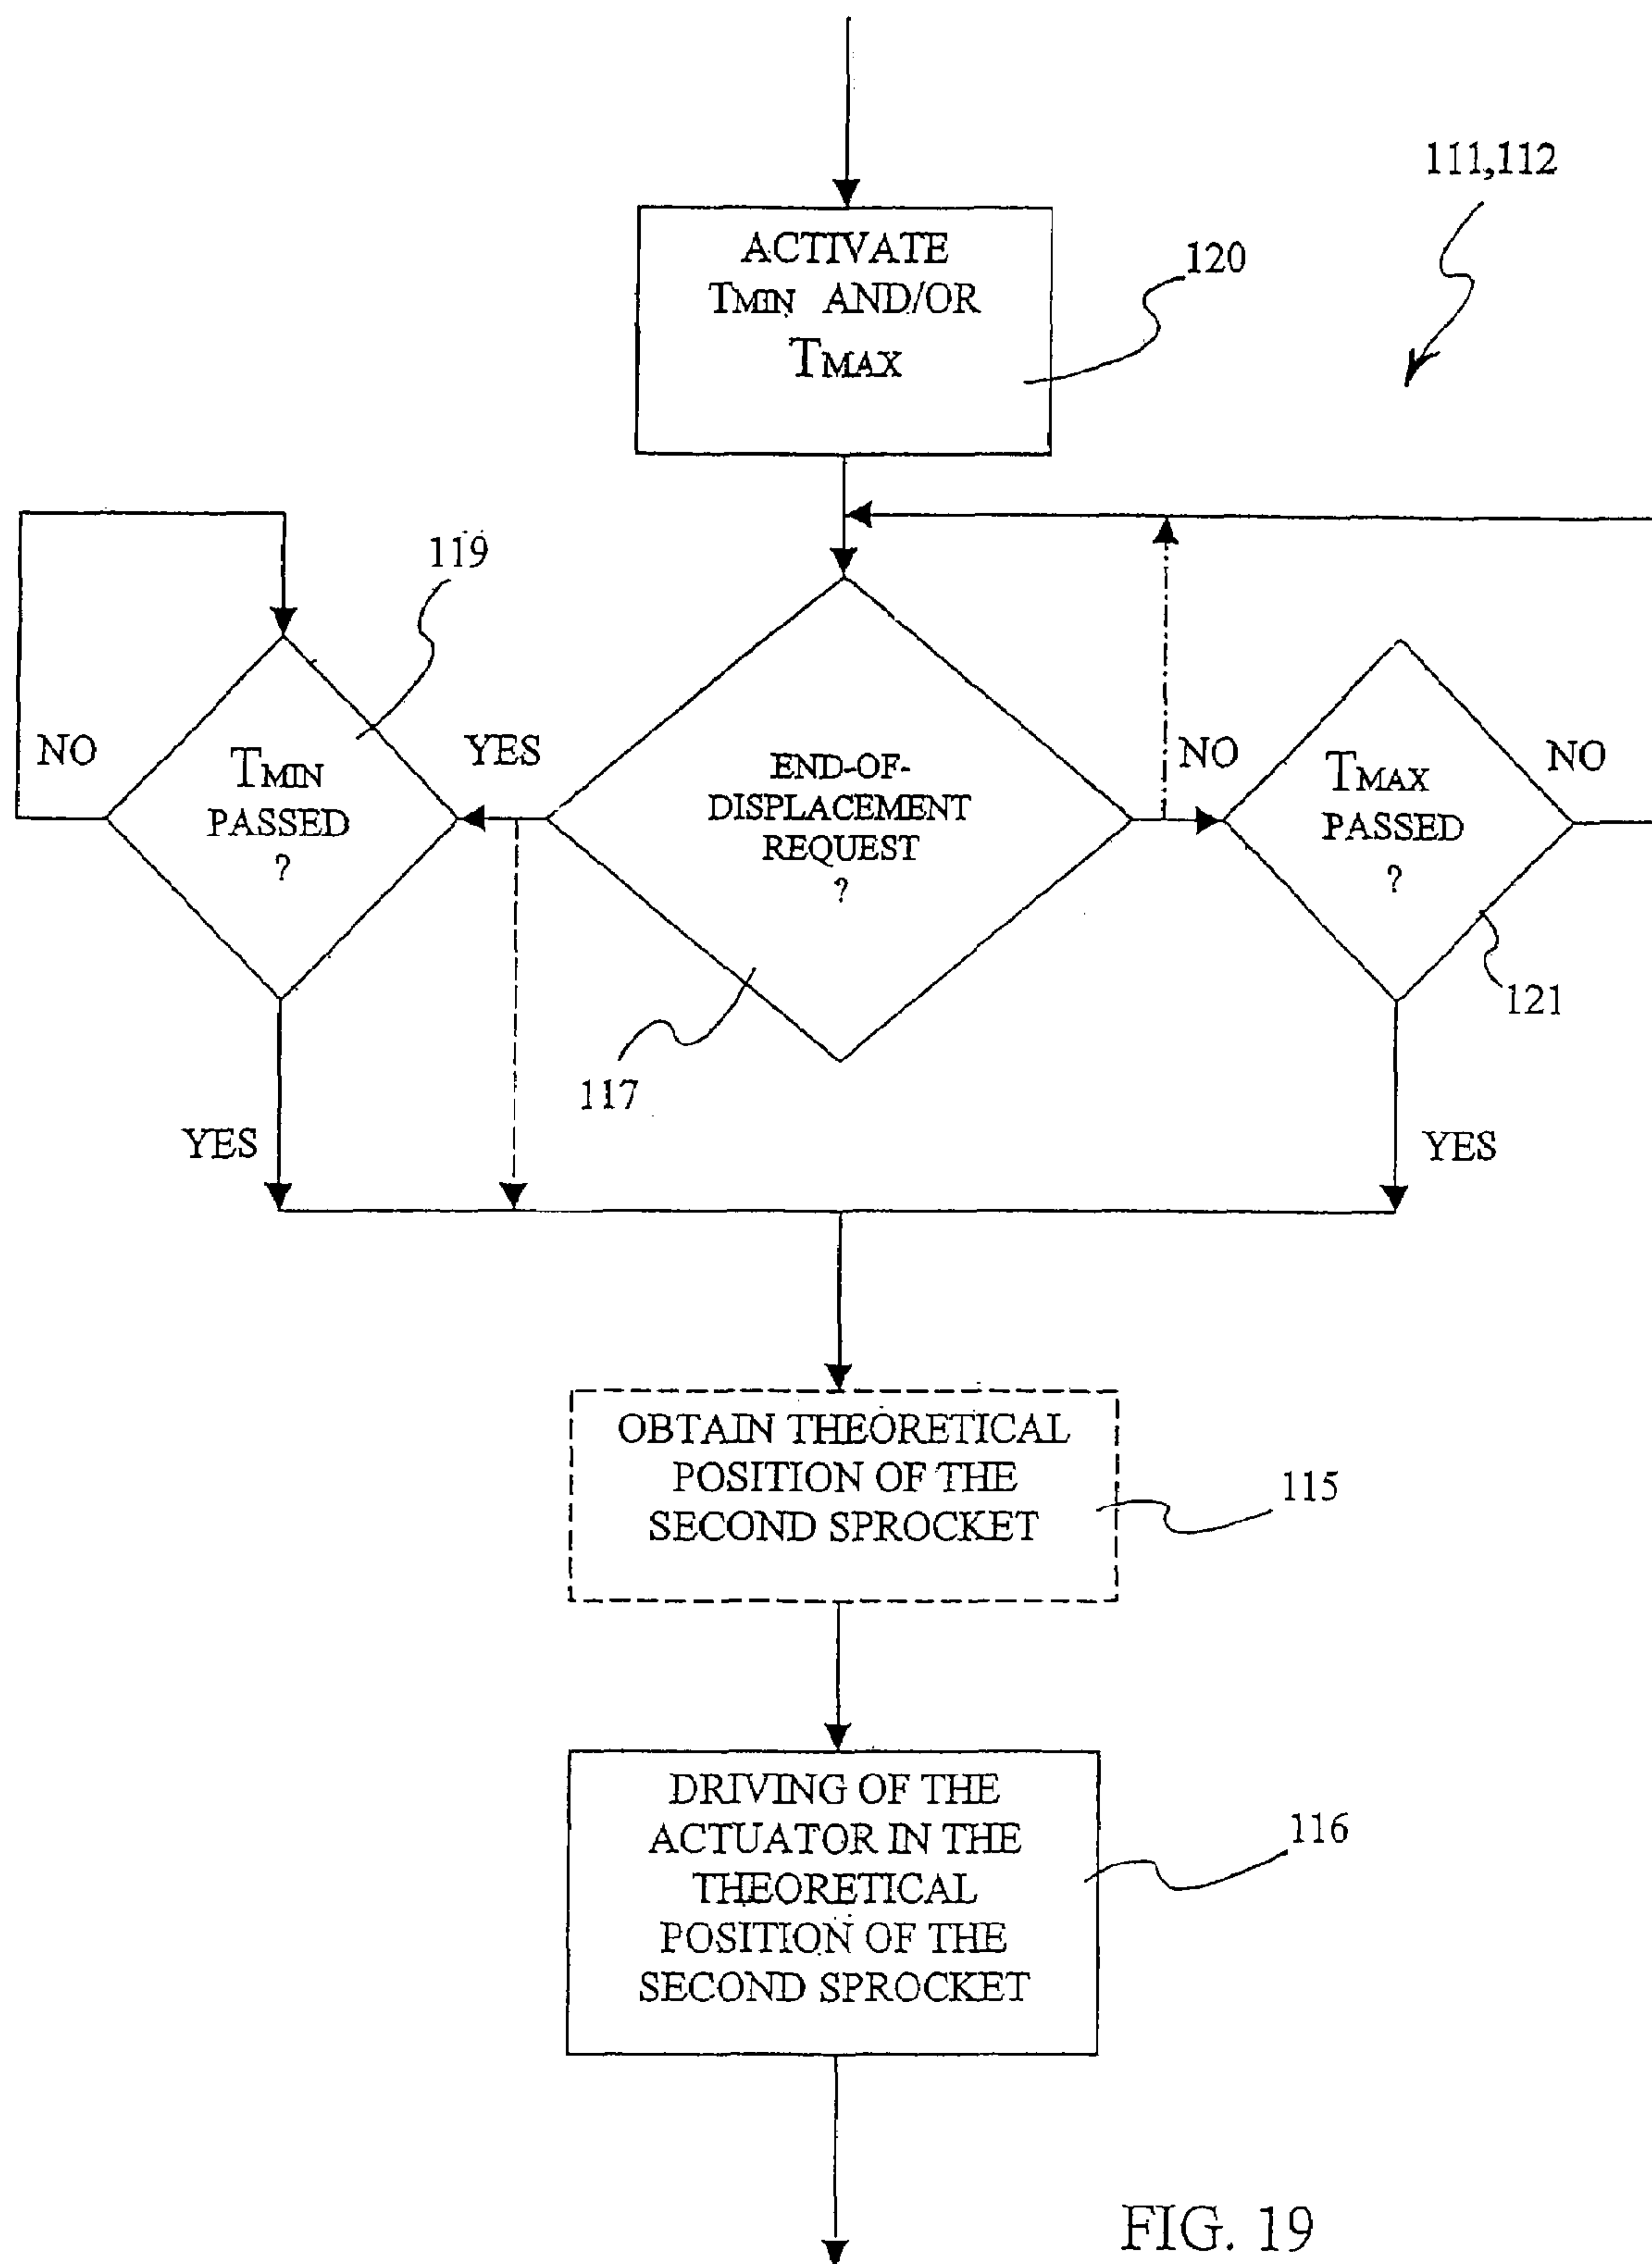 111,112
ACTIVATE
TMIN AND/OR
TMAX
120
119
NO
TMIN
PASSED
?
YES
END-OF-
DISPLACEMENT
REQUEST
?
NO
TMAX
PASSED
?
NO
121
117
YES
YES
OBTAIN THEORETICAL
POSITION OF THE
SECOND SPROCKET
115
DRIVING OF THE
ACTUATOR IN THE
THEORETICAL
POSITION OF THE
SECOND SPROCKET
116
FIG. 19